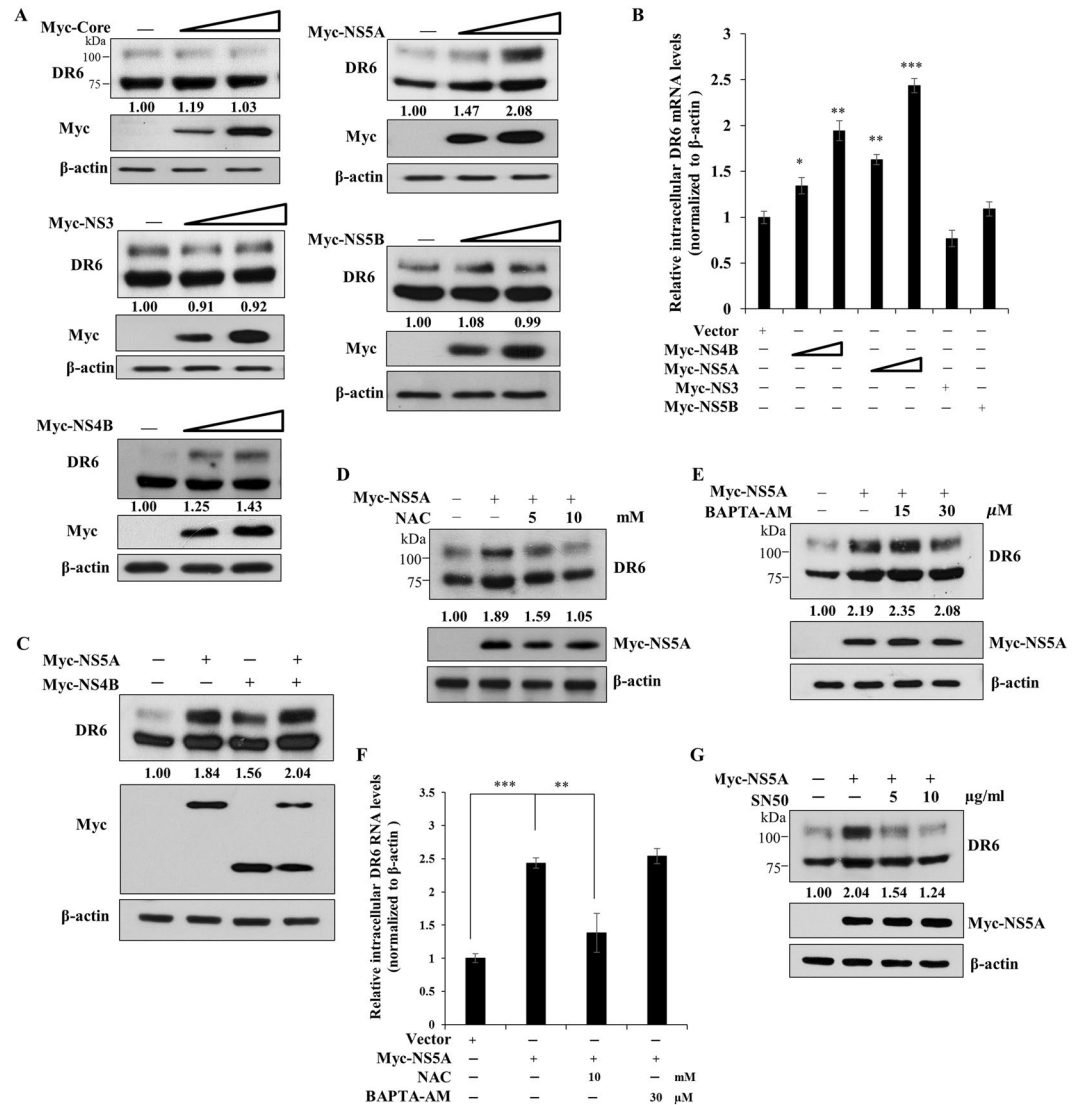 A
Myc-Core —
kDa
100
DR6
75
1.00 1.19 1.03
Myc
β-actin
Myc-NS3 —
DR6
1.00 0.91 0.92
Myc
β-actin
Myc-NS4B —
DR6
1.00 1.25 1.43
Myc
β-actin
Myc-NS5A —
DR6
1.00 1.47 2.08
Myc
β-actin
Myc-NS5B —
DR6
1.00 1.08 0.99
Myc
β-actin
B
Relative intracellular DR6 mRNA levels
(normalized to β-actin )
3
2.5
2
1.5
1
0.5
0
* ** ** ***
Vector + – – – – – –
Myc-NS4B – – –
Myc-NS5A – – – – –
Myc-NS3 – – – – – + –
Myc-NS5B – – – – – – +
C
Myc-NS5A – + – +
Myc-NS4B – – + +
DR6
1.00 1.84 1.56 2.04
Myc
β-actin
D
Myc-NS5A – + + +
NAC – – 5 10 mM
kDa
100
75
DR6
1.00 1.89 1.59 1.05
Myc-NS5A
β-actin
E
Myc-NS5A – + + +
BAPTA-AM – – 15 30 µM
kDa
100
75
DR6
1.00 2.19 2.35 2.08
Myc-NS5A
β-actin
F
Relative intracellular DR6 RNA levels
(normalized to β-actin )
3.5
3
2.5
2
1.5
1
0.5
0
*** **
Vector + – – –
Myc-NS5A – + + +
NAC – – 10 – mM
BAPTA-AM – – – 30 µM
G
Myc-NS5A – + + +
SN50 – – 5 10 µg/ml
kDa
100
75
DR6
1.00 2.04 1.54 1.24
Myc-NS5A
β-actin